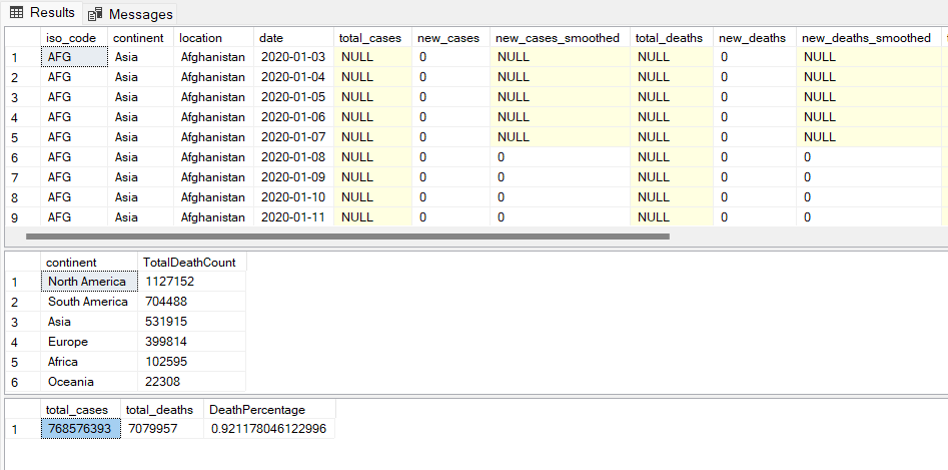 Results Messages
iso_code continent location date total_cases new_cases new_cases_smoothed total_deaths new_deaths new_deaths_smoothed
1 AFG Asia Afghanistan 2020-01-03 NULL 0 NULL NULL 0 NULL
2 AFG Asia Afghanistan 2020-01-04 NULL 0 NULL NULL 0 NULL
3 AFG Asia Afghanistan 2020-01-05 NULL 0 NULL NULL 0 NULL
4 AFG Asia Afghanistan 2020-01-06 NULL 0 NULL NULL 0 NULL
5 AFG Asia Afghanistan 2020-01-07 NULL 0 NULL NULL 0 NULL
6 AFG Asia Afghanistan 2020-01-08 NULL 0 0 NULL 0 0
7 AFG Asia Afghanistan 2020-01-09 NULL 0 0 NULL 0 0
8 AFG Asia Afghanistan 2020-01-10 NULL 0 0 NULL 0 0
9 AFG Asia Afghanistan 2020-01-11 NULL 0 0 NULL 0 0
continent TotalDeathCount
1 North America 1127152
2 South America 704488
3 Asia 531915
4 Europe 399814
5 Africa 102595
6 Oceania 22308
total_cases total_deaths DeathPercentage
1 768576393 7079957 0.921178046122996